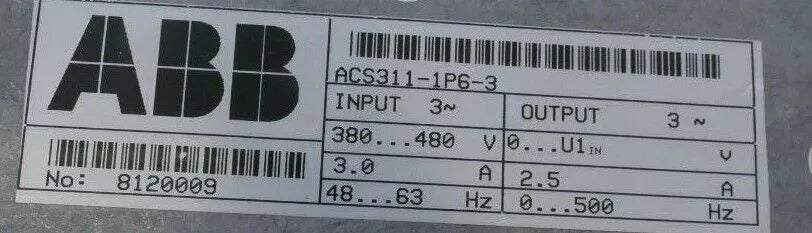 ABB
No: 8120009
ACS311-1P6-3
INPUT 3~ OUTPUT 3 ~
380...480 V 0...U1IN V
3.0 A 2.5 A
48...63 Hz 0...500 Hz